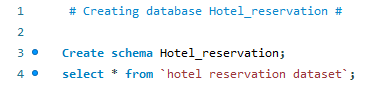 1 # Creating database Hotel_reservation #
2
3 Create schema Hotel_reservation;
4 select * from `hotel reservation dataset`;